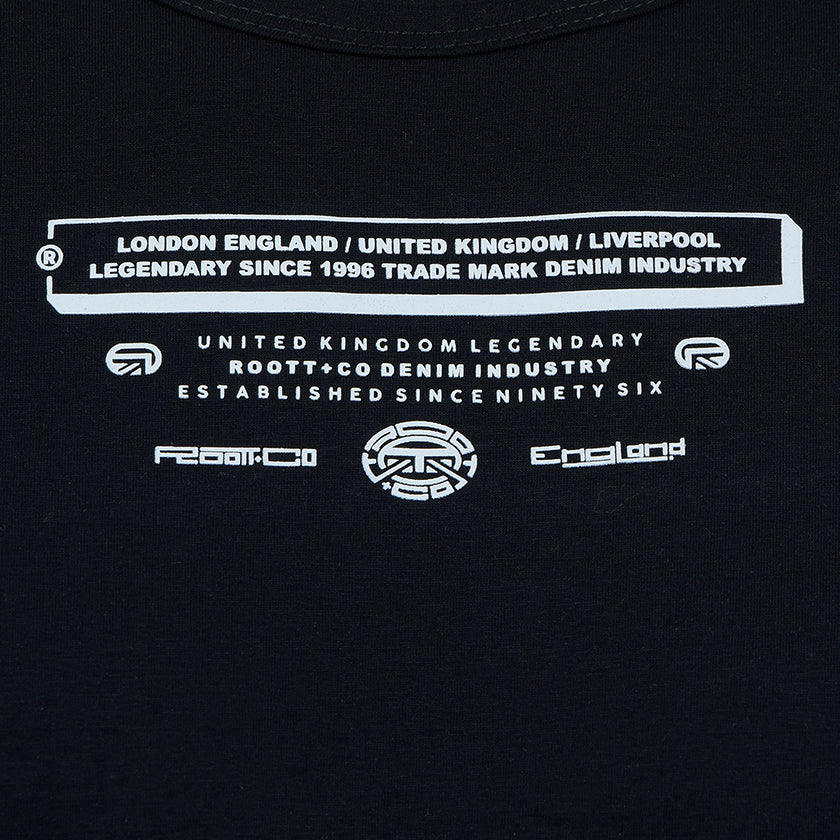 LONDON ENGLAND / UNITED KINGDOM / LIVERPOOL
® LEGENDARY SINCE 1996 TRADE MARK DENIM INDUSTRY
UNITED KINGDOM LEGENDARY
ROOTT+CO DENIM INDUSTRY
ESTABLISHED SINCE NINETY SIX
ROOTT+CO England